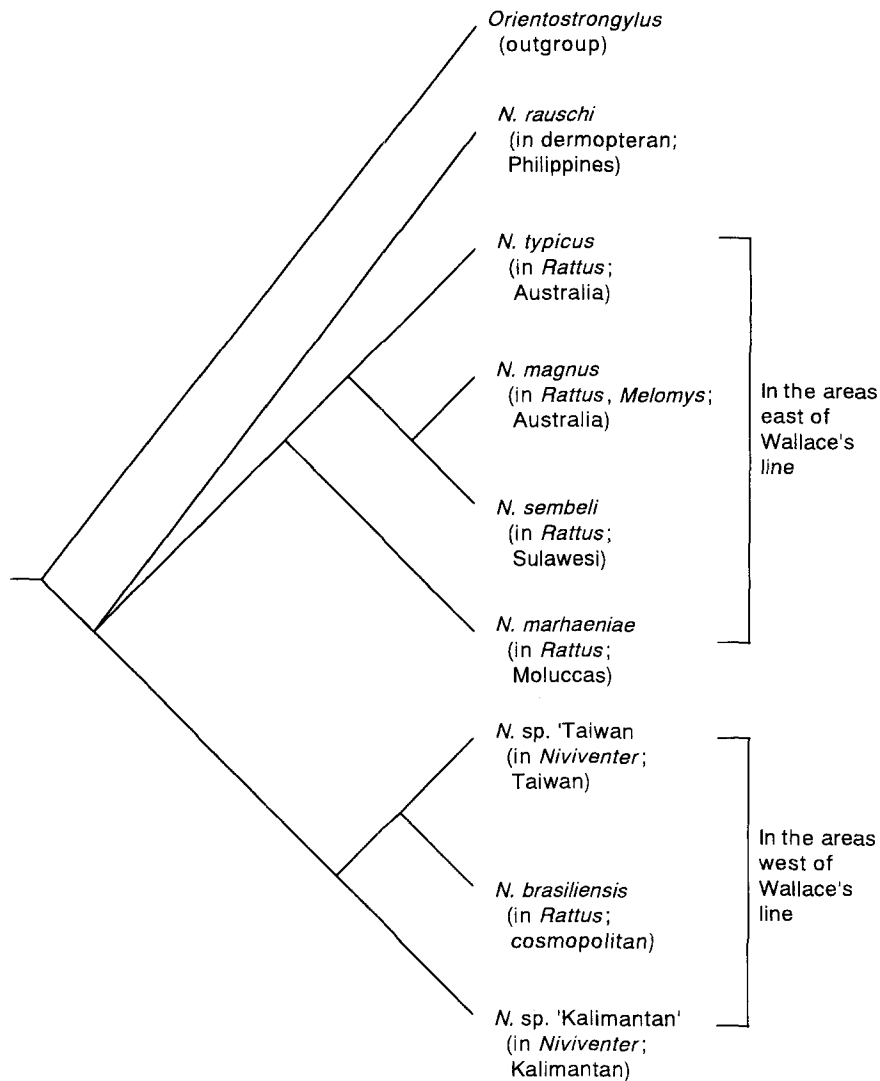 Orientostrongylus
(outgroup)
N. rauschi
(in dermopteran;
Philippines)
N. typicus
(in Rattus;
Australia)
N. magnus
(in Rattus, Melomys;
Australia)
N. sembeli
(in Rattus;
Sulawesi)
N. marhaeniae
(in Rattus;
Moluccas)
In the areas
east of
Wallace's
line
N. sp. 'Taiwan
(in Niviventer;
Taiwan)
N. brasiliensis
(in Rattus;
cosmopolitan)
N. sp. 'Kalimantan'
(in Niviventer;
Kalimantan)
In the areas
west of
Wallace's
line